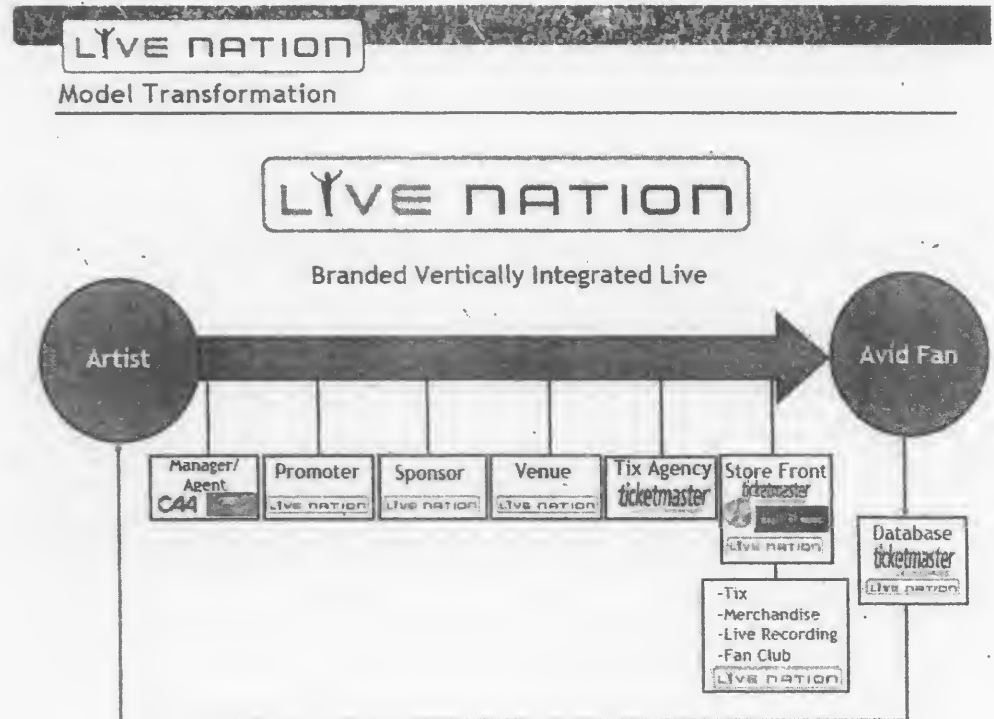 LIVE NATION
Model Transformation
LIVE NATION
Branded Vertically Integrated Live
Artist
Avid Fan
Manager/
Agent
CAA
Promoter
LIVE NATION
Sponsor
LIVE NATION
Venue
LIVE NATION
Tix Agency
ticketmaster
Store Front
ticketmaster
LIVE NATION
Database
ticketmaster
LIVE NATION
-Tix
-Merchandise
-Live Recording
-Fan Club
LIVE NATION